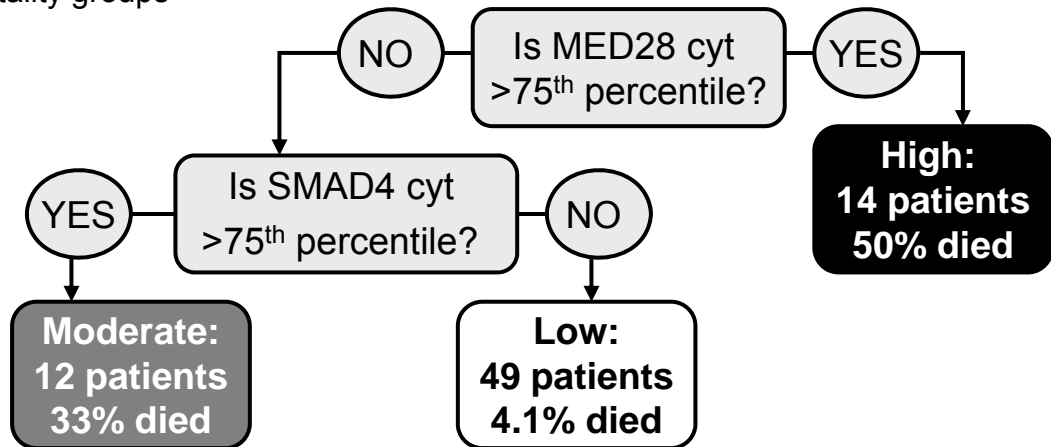 groups
NO
Is MED28 cyt
>75th percentile?
YES
High:
14 patients
50% died
YES
Is SMAD4 cyt
>75th percentile?
NO
Moderate:
12 patients
33% died
Low:
49 patients
4.1% died